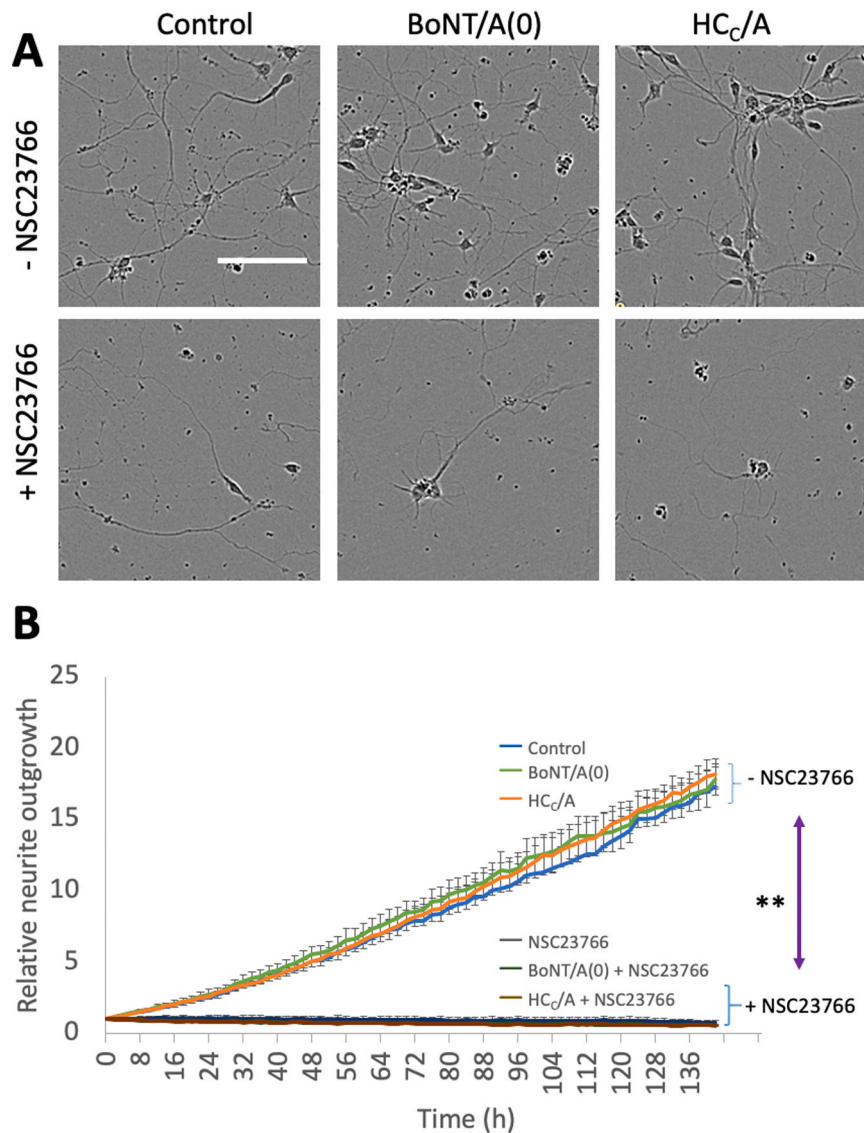 Control BoNT/A(0) HCC/A
A
- NSC23766
+ NSC23766
B
25
20
15
10
5
0
Relative neurite outgrowth
Control
BoNT/A(0)
HCC/A
- NSC23766
**
NSC23766
BoNT/A(0) + NSC23766
HCC/A + NSC23766
+ NSC23766
0 8 16 24 32 40 48 56 64 72 80 88 96 104 112 120 128 136
Time (h)